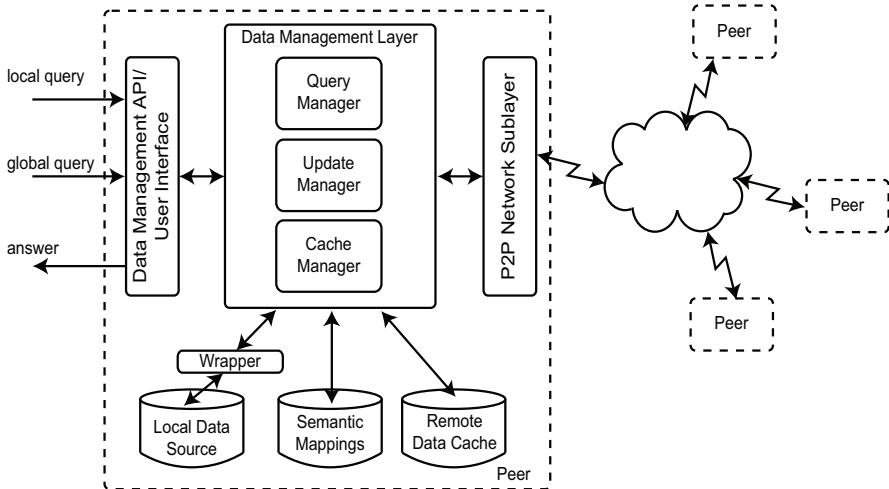 local query
global query
answer
Data Management API/
User Interface
Data Management Layer
Query
Manager
Update
Manager
Cache
Manager
P2P Network Sublayer
Wrapper
Local Data
Source
Semantic
Mappings
Remote
Data Cache
Peer
Peer
Peer
Peer